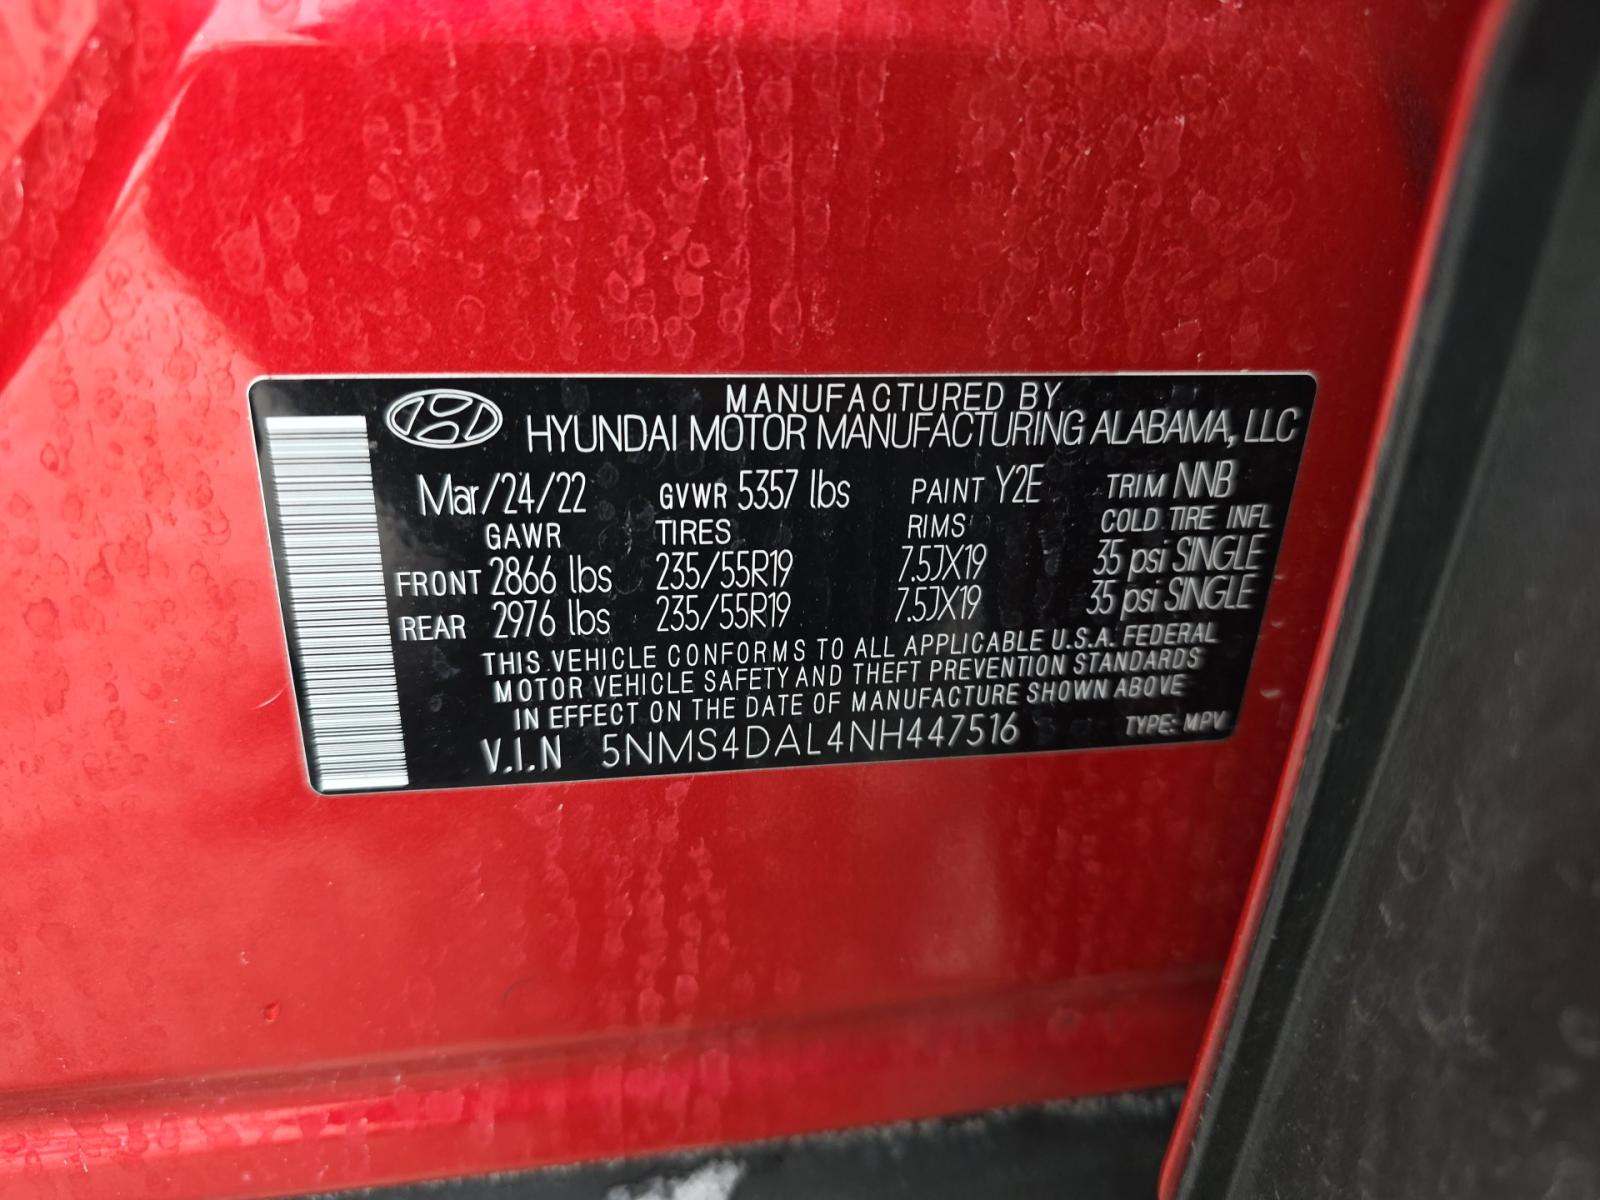 MANUFACTURED BY
HYUNDAI MOTOR MANUFACTURING ALABAMA, LLC
Mar/24/22 GVWR 5357 lbs PAINT Y2E TRIM NNB
GAWR TIRES RIMS COLD TIRE INFL
FRONT 2866 lbs 235/55R19 7.5JX19 35 psi SINGLE
REAR 2976 lbs 235/55R19 7.5JX19 35 psi SINGLE
THIS VEHICLE CONFORMS TO ALL APPLICABLE U.S.A. FEDERAL
MOTOR VEHICLE SAFETY AND THEFT PREVENTION STANDARDS
IN EFFECT ON THE DATE OF MANUFACTURE SHOWN ABOVE
V.I.N 5NMS4DAL4NH447516 TYPE: MPV